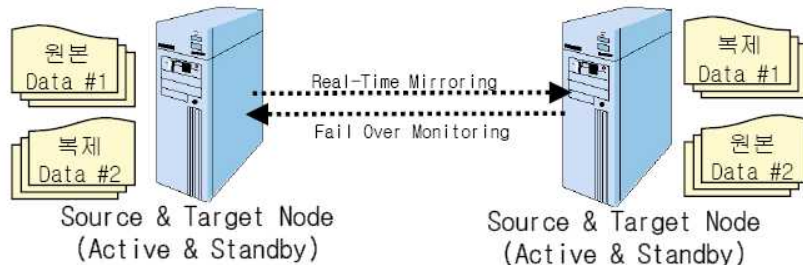 원본
Data #1
복제
Data #2
Real-Time Mirroring
Fail Over Monitoring
복제
Data #1
원본
Data #2
Source & Target Node
(Active & Standby)
Source & Target Node
(Active & Standby)